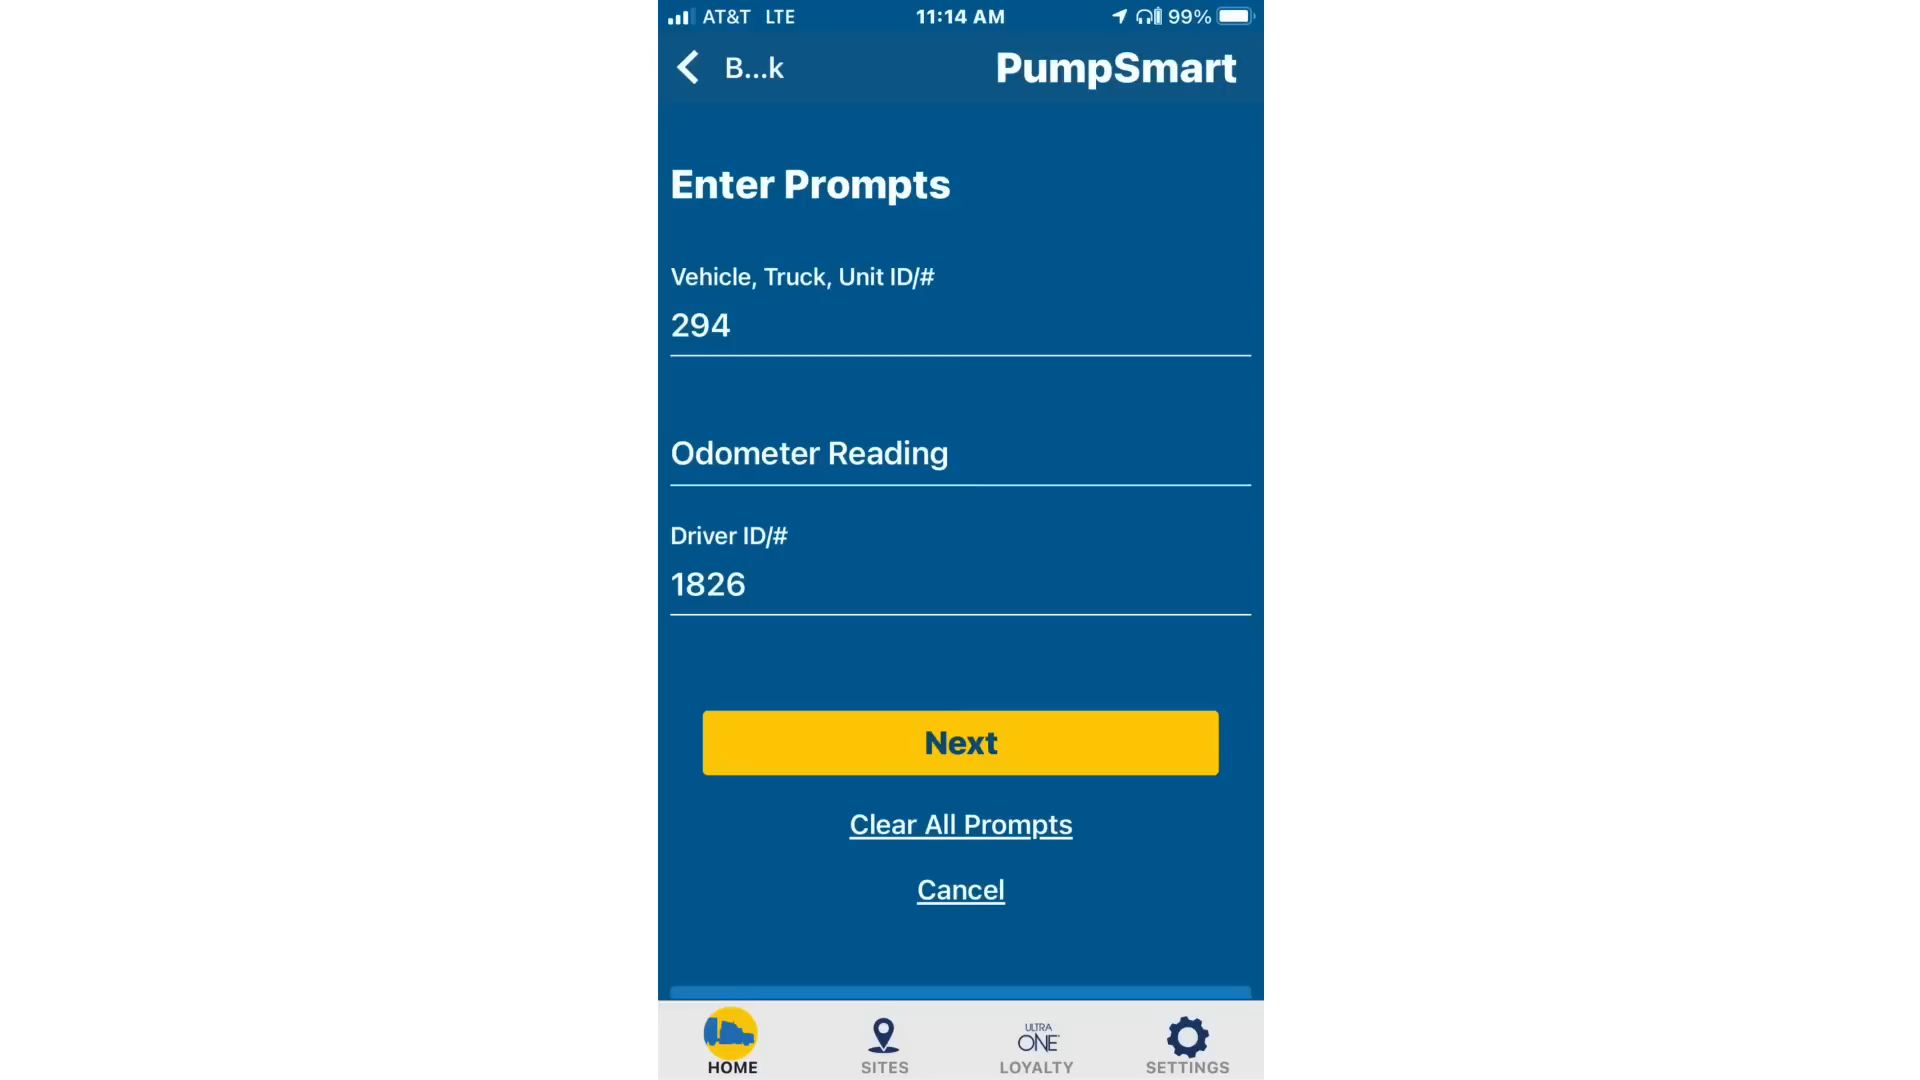 AT&T LTE 11:14 AM 99%
B...k PumpSmart
Enter Prompts
Vehicle, Truck, Unit ID/#
294
Odometer Reading
Driver ID/#
1826
Next
Clear All Prompts
Cancel
ULTRA
ONE
HOME SITES LOYALTY SETTINGS